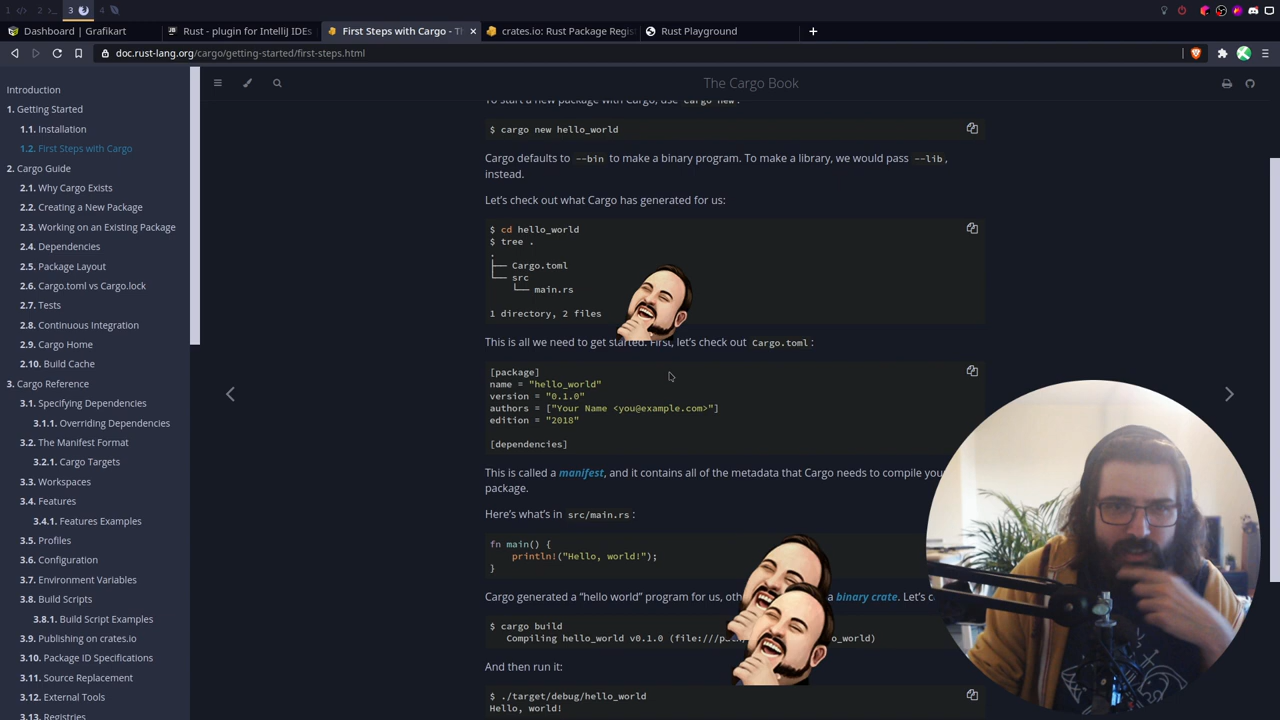 1
2
3
4
Dashboard | Grafikart
Rust - plugin for IntelliJ IDEs
First Steps with Cargo - T
crates.io: Rust Package Regis
Rust Playground
doc.rust-lang.org/cargo/getting-started/first-steps.html
Introduction
1. Getting Started
1.1. Installation
1.2. First Steps with Cargo
2. Cargo Guide
2.1. Why Cargo Exists
2.2. Creating a New Package
2.3. Working on an Existing Package
2.4. Dependencies
2.5. Package Layout
2.6. Cargo.toml vs Cargo.lock
2.7. Tests
2.8. Continuous Integration
2.9. Cargo Home
2.10. Build Cache
3. Cargo Reference
3.1. Specifying Dependencies
3.1.1. Overriding Dependencies
3.2. The Manifest Format
3.2.1. Cargo Targets
3.3. Workspaces
3.4. Features
3.4.1. Features Examples
3.5. Profiles
3.6. Configuration
3.7. Environment Variables
3.8. Build Scripts
3.8.1. Build Script Examples
3.9. Publishing on crates.io
3.10. Package ID Specifications
3.11. Source Replacement
3.12. External Tools
3.13. Registries
The Cargo Book
To start a new package with Cargo, use cargo new:
$ cargo new hello_world
Cargo defaults to --bin to make a binary program. To make a library, we would pass --lib,
instead.
Let's check out what Cargo has generated for us:
$ cd hello_world
$ tree .
.
├── Cargo.toml
└── src
└── main.rs
1 directory, 2 files
This is all we need to get started. First, let's check out Cargo.toml:
[package]
name = "hello_world"
version = "0.1.0"
authors = ["Your Name <you@example.com>"]
edition = "2018"
[dependencies]
This is called a manifest, and it contains all of the metadata that Cargo needs to compile your
package.
Here's what's in src/main.rs:
fn main() {
println!("Hello, world!");
}
Cargo generated a “hello world” program for us, a binary crate. Let's
$ cargo build
Compiling hello_world v0.1.0 (file:///
And then run it:
$ ./target/debug/hello_world
Hello, world!